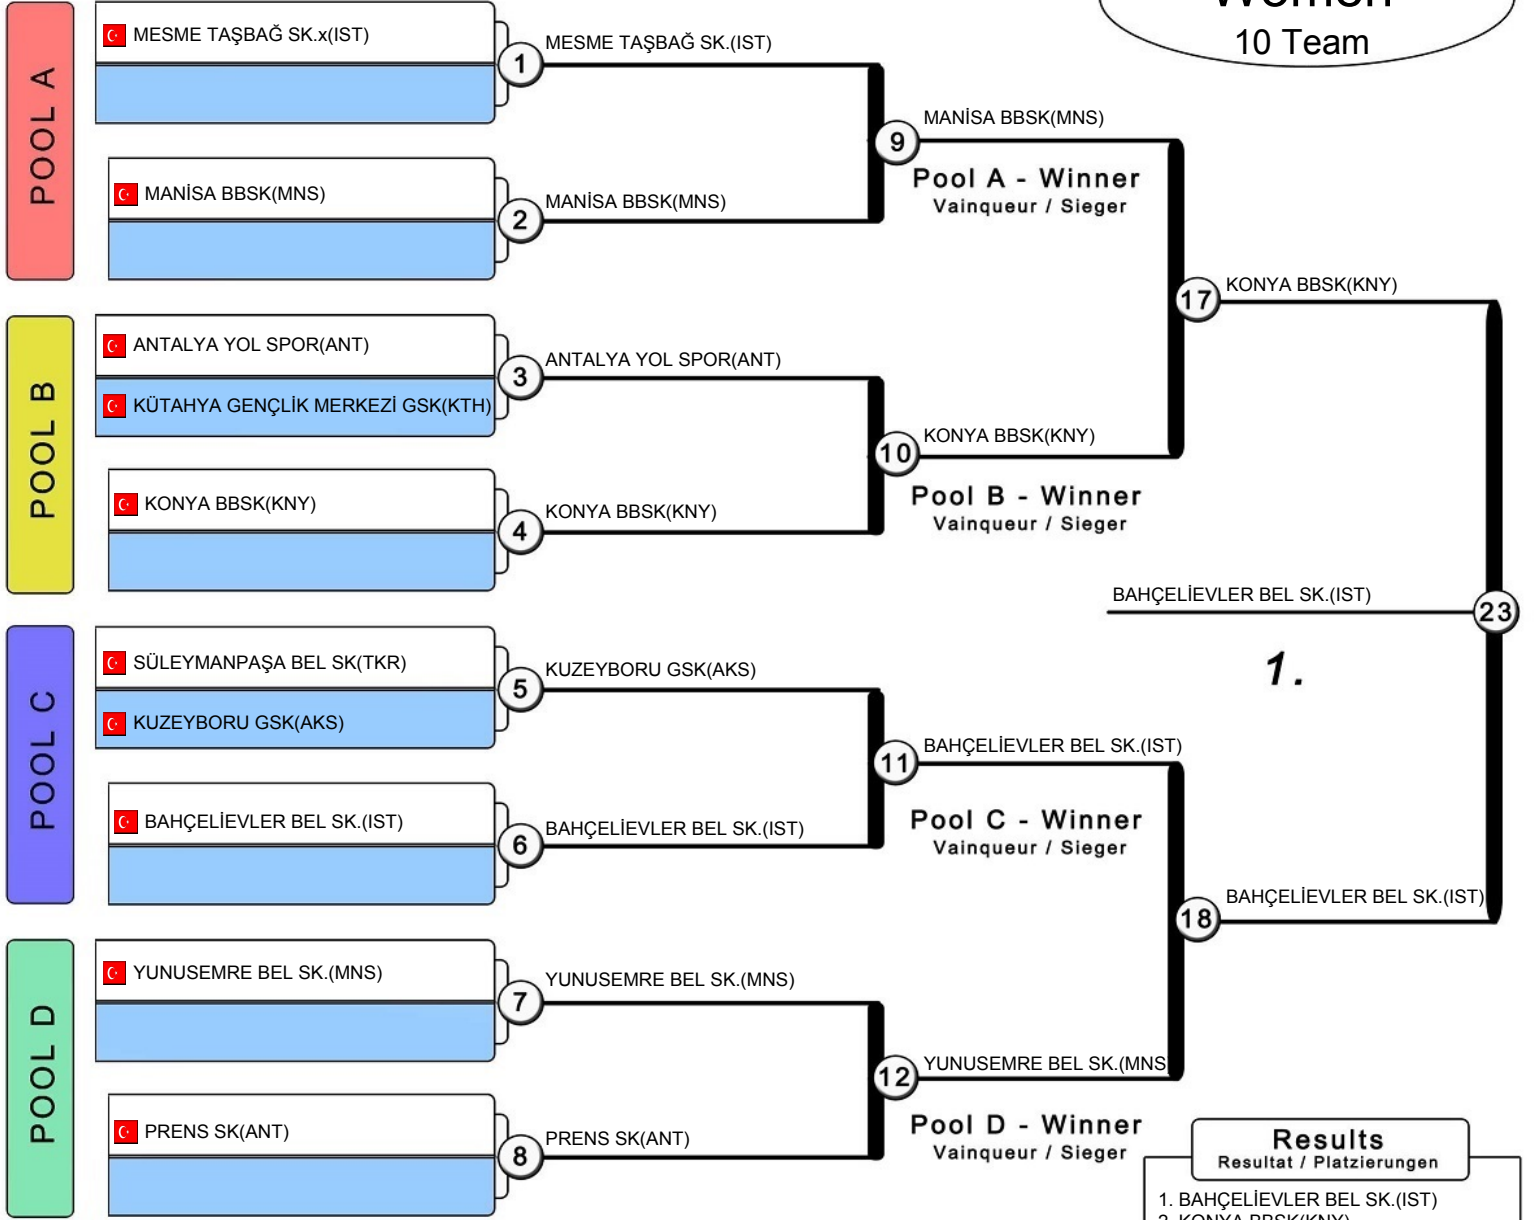 Women
10 Team
POOL A
MESME TAŞBAĞ SK.x(IST)
1
MESME TAŞBAĞ SK.(IST)
MANİSA BBSK(MNS)
2
MANİSA BBSK(MNS)
9
MANİSA BBSK(MNS)
Pool A - Winner
Vainqueur / Sieger
POOL B
ANTALYA YOL SPOR(ANT)
KÜTAHYA GENÇLİK MERKEZİ GSK(KTH)
3
ANTALYA YOL SPOR(ANT)
KONYA BBSK(KNY)
4
KONYA BBSK(KNY)
10
KONYA BBSK(KNY)
Pool B - Winner
Vainqueur / Sieger
17
KONYA BBSK(KNY)
BAHÇELİEVLER BEL SK.(IST)
23
1.
POOL C
SÜLEYMANPAŞA BEL SK(TKR)
KUZEYBORU GSK(AKS)
5
KUZEYBORU GSK(AKS)
BAHÇELİEVLER BEL SK.(IST)
6
BAHÇELİEVLER BEL SK.(IST)
11
BAHÇELİEVLER BEL SK.(IST)
Pool C - Winner
Vainqueur / Sieger
18
BAHÇELİEVLER BEL SK.(IST)
POOL D
YUNUSEMRE BEL SK.(MNS)
7
YUNUSEMRE BEL SK.(MNS)
PRENS SK(ANT)
8
PRENS SK(ANT)
12
YUNUSEMRE BEL SK.(MNS
Pool D - Winner
Vainqueur / Sieger
Results
Resultat / Platzierungen
1. BAHÇELİEVLER BEL SK.(IST)
2. KONYA BBSK(KNY)